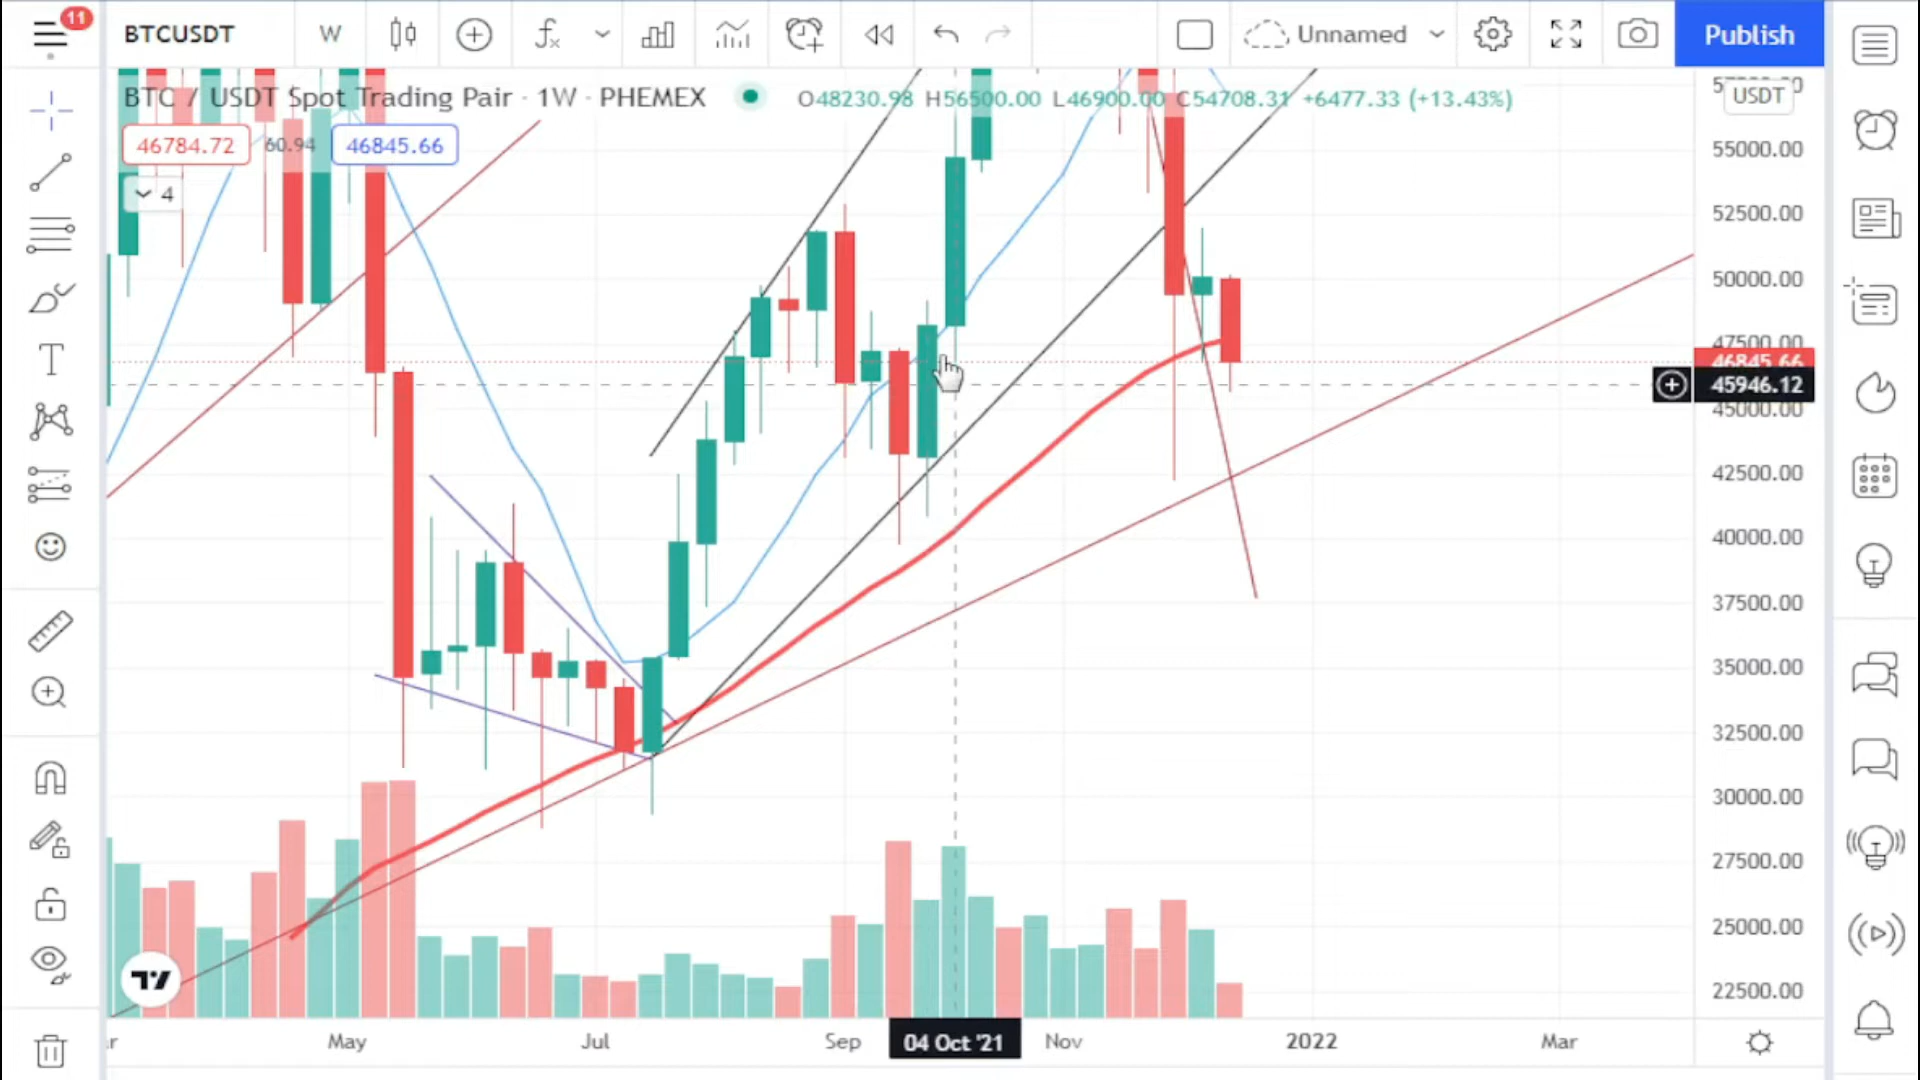 11
BTCUSDT
W
Unnamed
Publish
BTC / USDT Spot Trading Pair · 1W · PHEMEX
O48230.98 H56500.00 L46900.00 C54708.31 +6477.33 (+13.43%)
46784.72
60.94
46845.66
4
USDT
55000.00
52500.00
50000.00
47500.00
46845.66
45946.12
45000.00
42500.00
40000.00
37500.00
35000.00
32500.00
30000.00
27500.00
25000.00
22500.00
May
Jul
Sep
04 Oct '21
Nov
2022
Mar